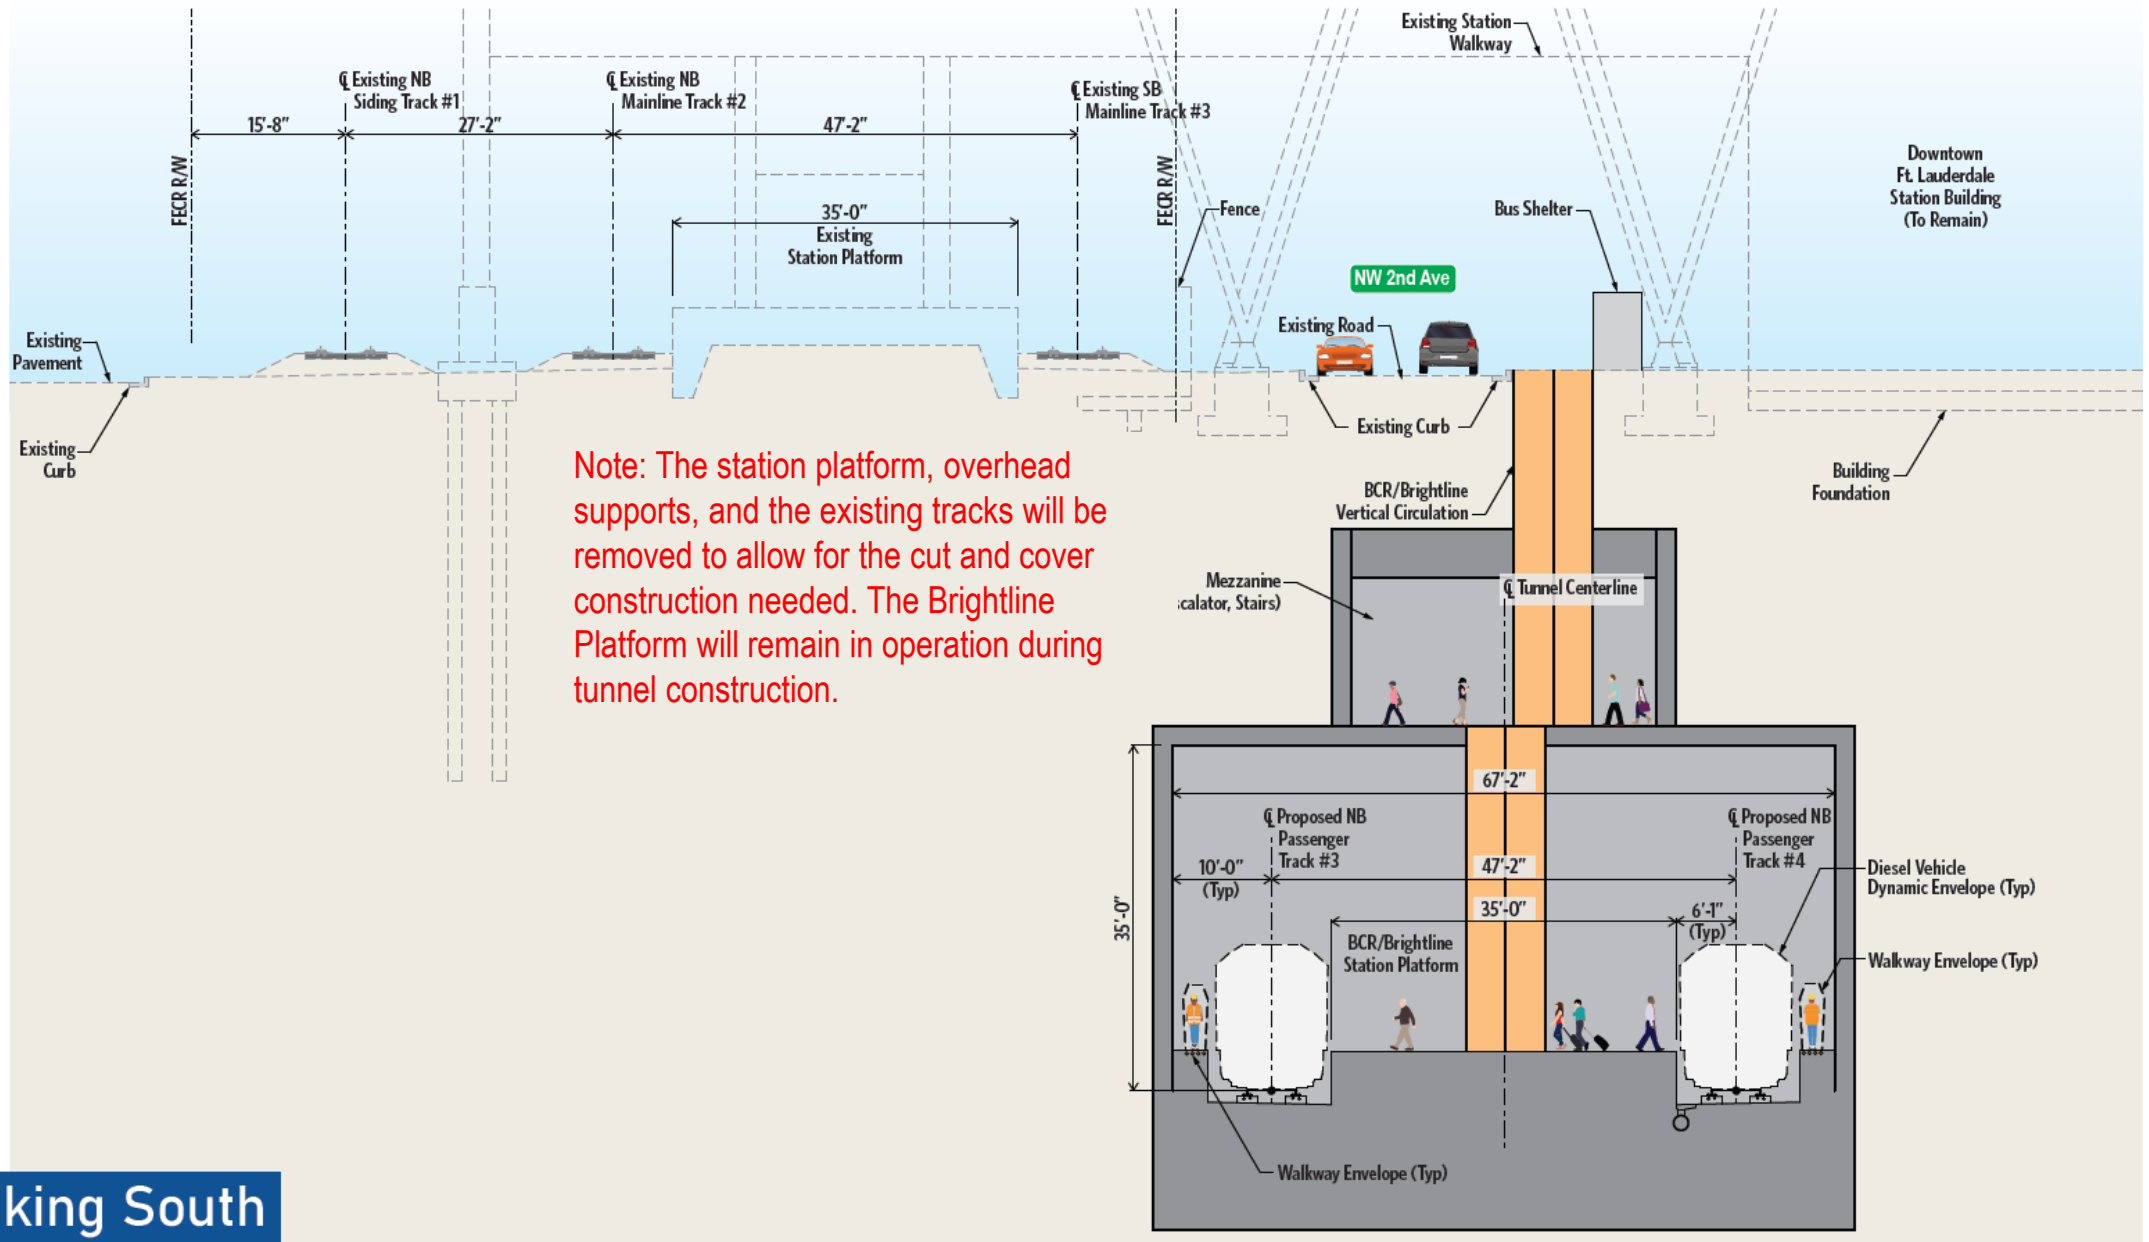 Existing Station
Walkway
℄ Existing NB
Siding Track #1
℄ Existing NB
Mainline Track #2
℄ Existing SB
Mainline Track #3
15'-8"
27'-2"
47'-2"
FECR R/W
FECR R/W
Downtown
Ft. Lauderdale
Station Building
(To Remain)
35'-0"
Existing
Station Platform
Fence
Bus Shelter
NW 2nd Ave
Existing Road
Existing
Pavement
Existing
Curb
Existing Curb
Building
Foundation
Note: The station platform, overhead
supports, and the existing tracks will be
removed to allow for the cut and cover
construction needed. The Brightline
Platform will remain in operation during
tunnel construction.
BCR/Brightline
Vertical Circulation
Mezzanine
scalator, Stairs)
℄ Tunnel Centerline
67'-2"
℄ Proposed NB
Passenger
Track #3
℄ Proposed NB
Passenger
Track #4
10'-0"
(Typ)
47'-2"
Diesel Vehicle
Dynamic Envelope (Typ)
35'-0"
35'-0"
6'-1"
(Typ)
BCR/Brightline
Station Platform
Walkway Envelope (Typ)
Walkway Envelope (Typ)
king South